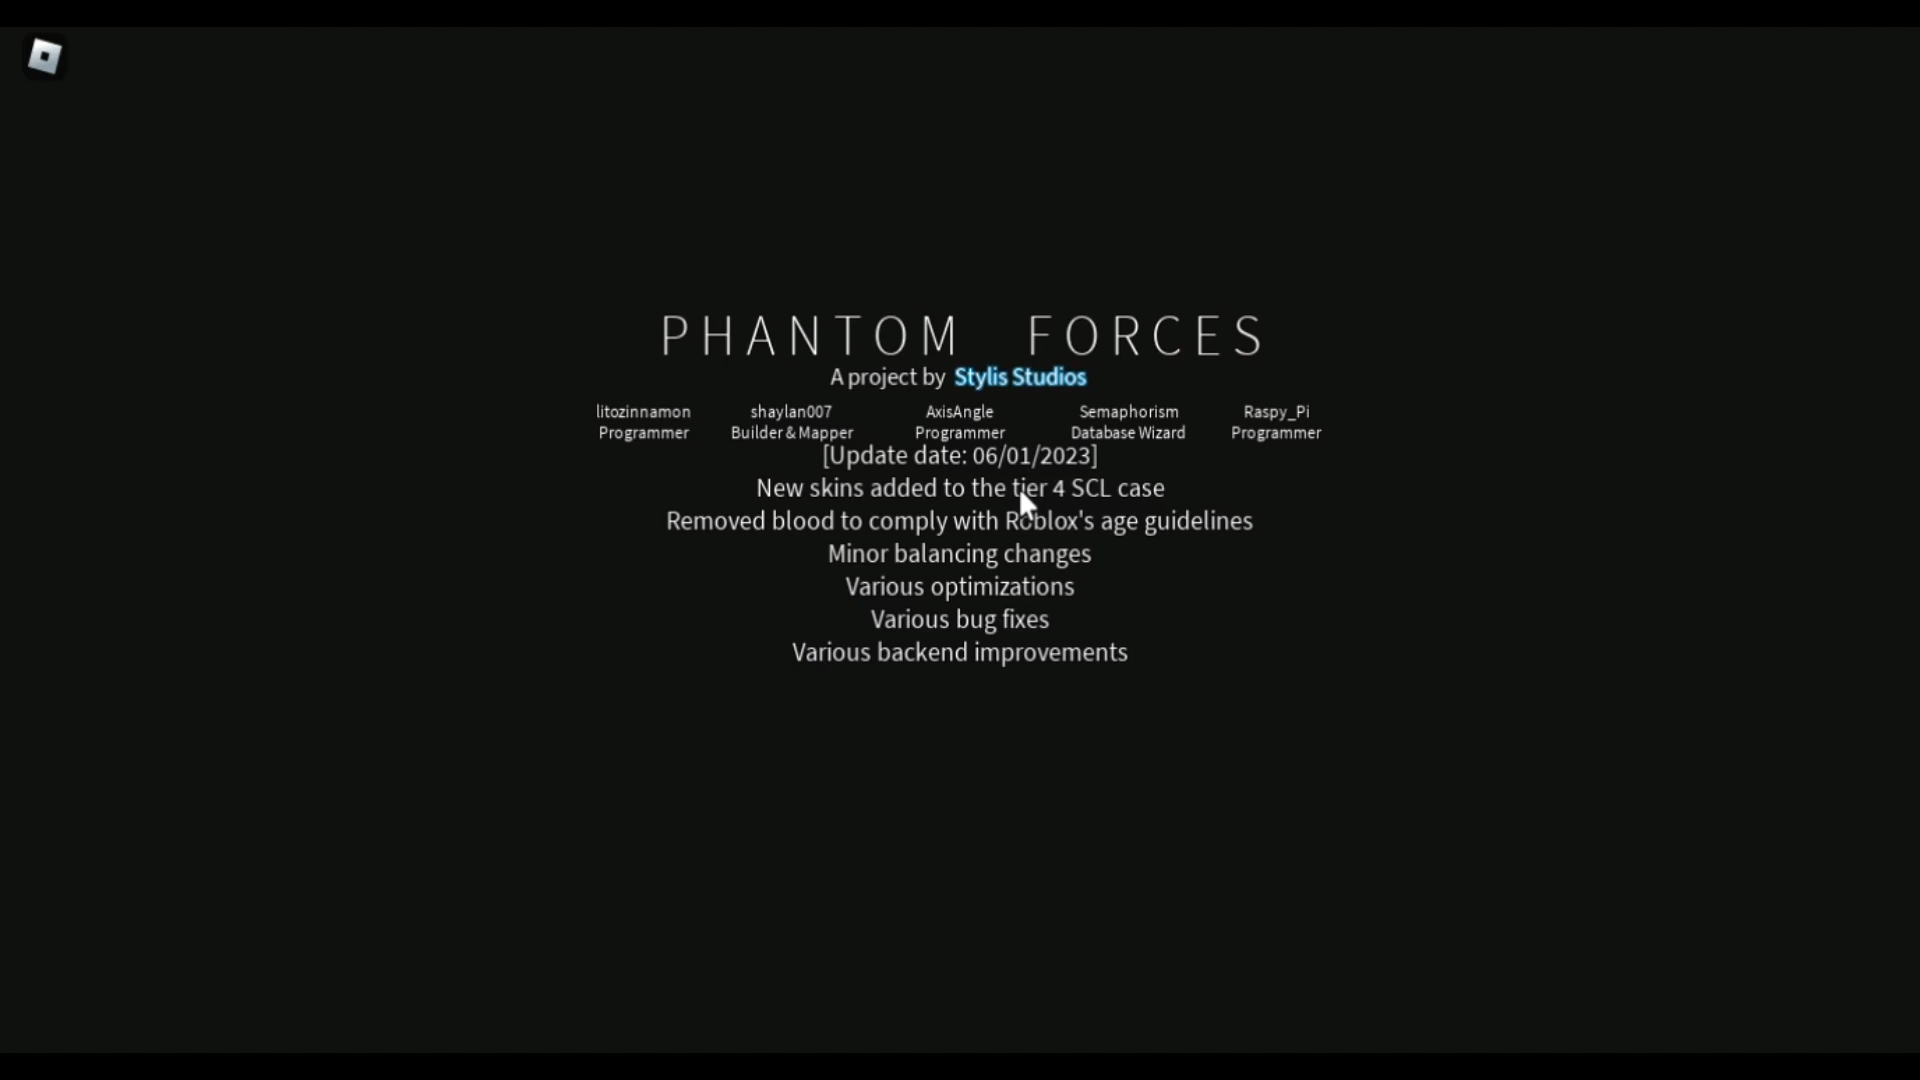 PHANTOM FORCES
A project by Stylis Studios
litozinnamon shaylan007 AxisAngle Semaphorism Raspy_Pi
Programmer Builder & Mapper Programmer Database Wizard Programmer
[Update date: 06/01/2023]
New skins added to the tier 4 SCL case
Removed blood to comply with Roblox's age guidelines
Minor balancing changes
Various optimizations
Various bug fixes
Various backend improvements